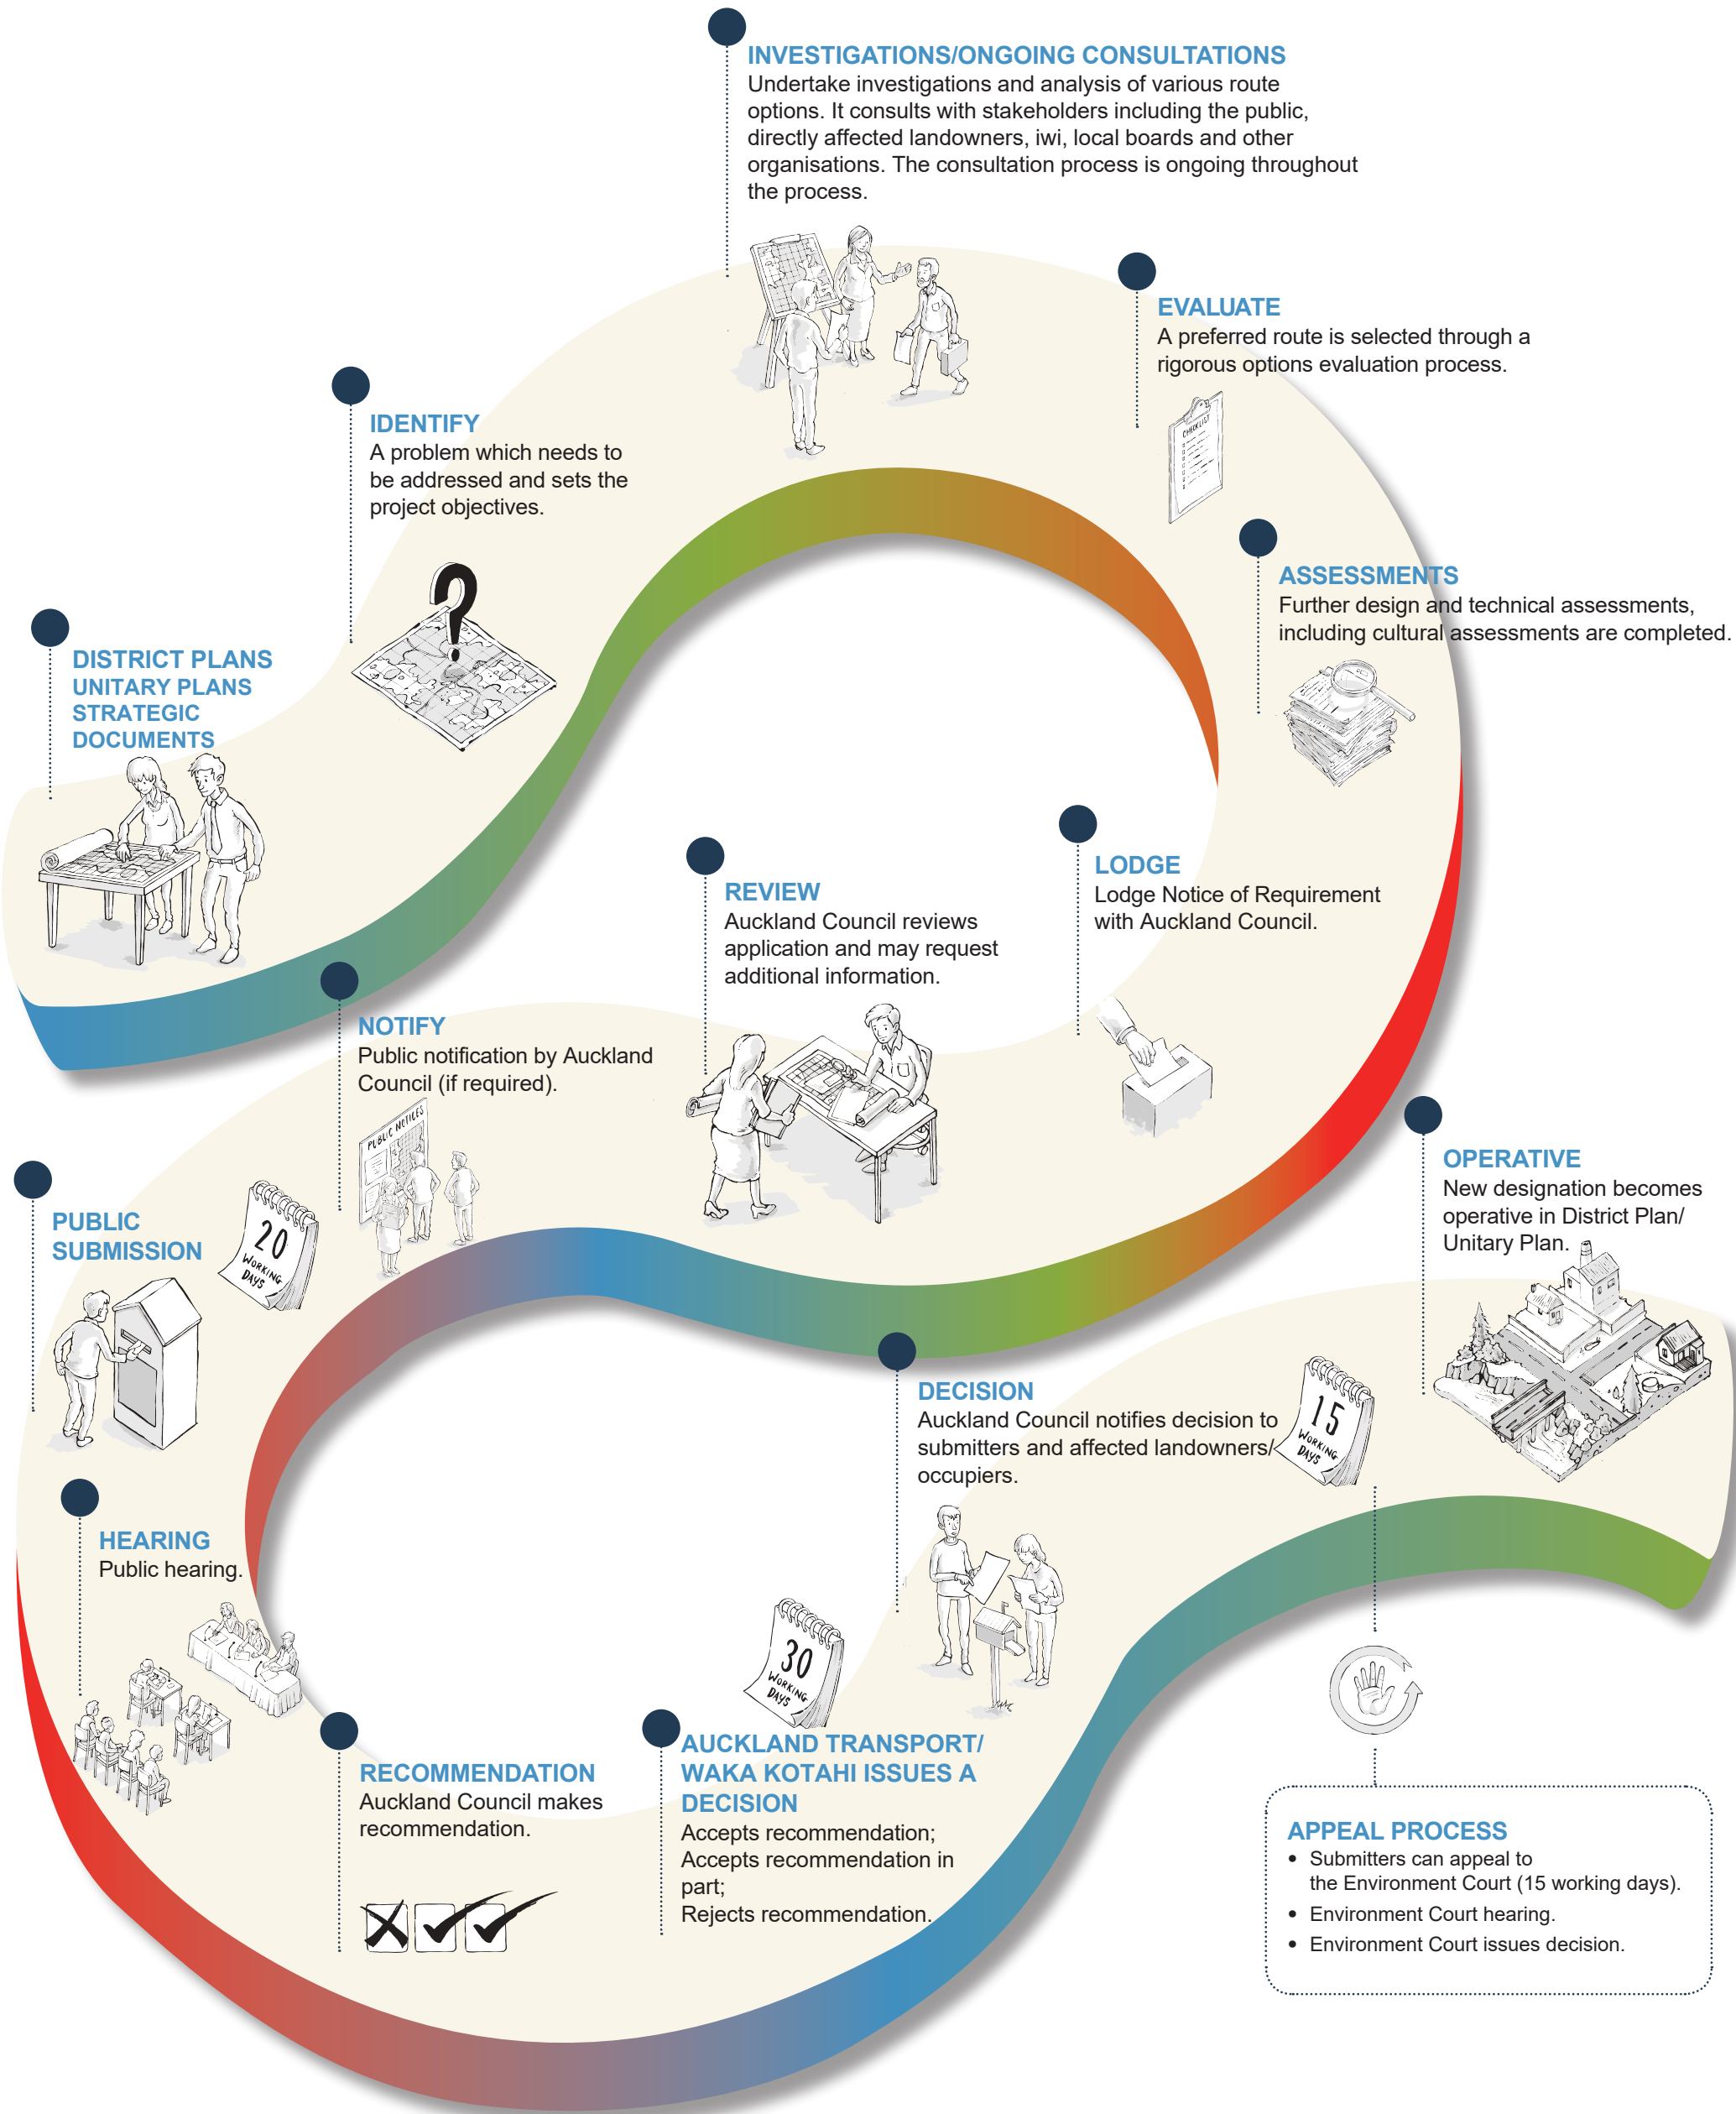 INVESTIGATIONS/ONGOING CONSULTATIONS
Undertake investigations and analysis of various route
options. It consults with stakeholders including the public,
directly affected landowners, iwi, local boards and other
organisations. The consultation process is ongoing throughout
the process.
EVALUATE
A preferred route is selected through a
rigorous options evaluation process.
CHECKLIST
IDENTIFY
A problem which needs to
be addressed and sets the
project objectives.
?
ASSESSMENTS
Further design and technical assessments,
including cultural assessments are completed.
DISTRICT PLANS
UNITARY PLANS
STRATEGIC
DOCUMENTS
LODGE
Lodge Notice of Requirement
with Auckland Council.
REVIEW
Auckland Council reviews
application and may request
additional information.
NOTIFY
Public notification by Auckland
Council (if required).
PUBLIC NOTICES
PUBLIC
SUBMISSION
20
WORKING
DAYS
HEARING
Public hearing.
RECOMMENDATION
Auckland Council makes
recommendation.
AUCKLAND TRANSPORT/
WAKA KOTAHI ISSUES A
DECISION
Accepts recommendation;
Accepts recommendation in
part;
Rejects recommendation.
30
WORKING
DAYS
DECISION
Auckland Council notifies decision to
submitters and affected landowners/
occupiers.
15
WORKING
DAYS
OPERATIVE
New designation becomes
operative in District Plan/
Unitary Plan.
APPEAL PROCESS
• Submitters can appeal to
the Environment Court (15 working days).
• Environment Court hearing.
• Environment Court issues decision.